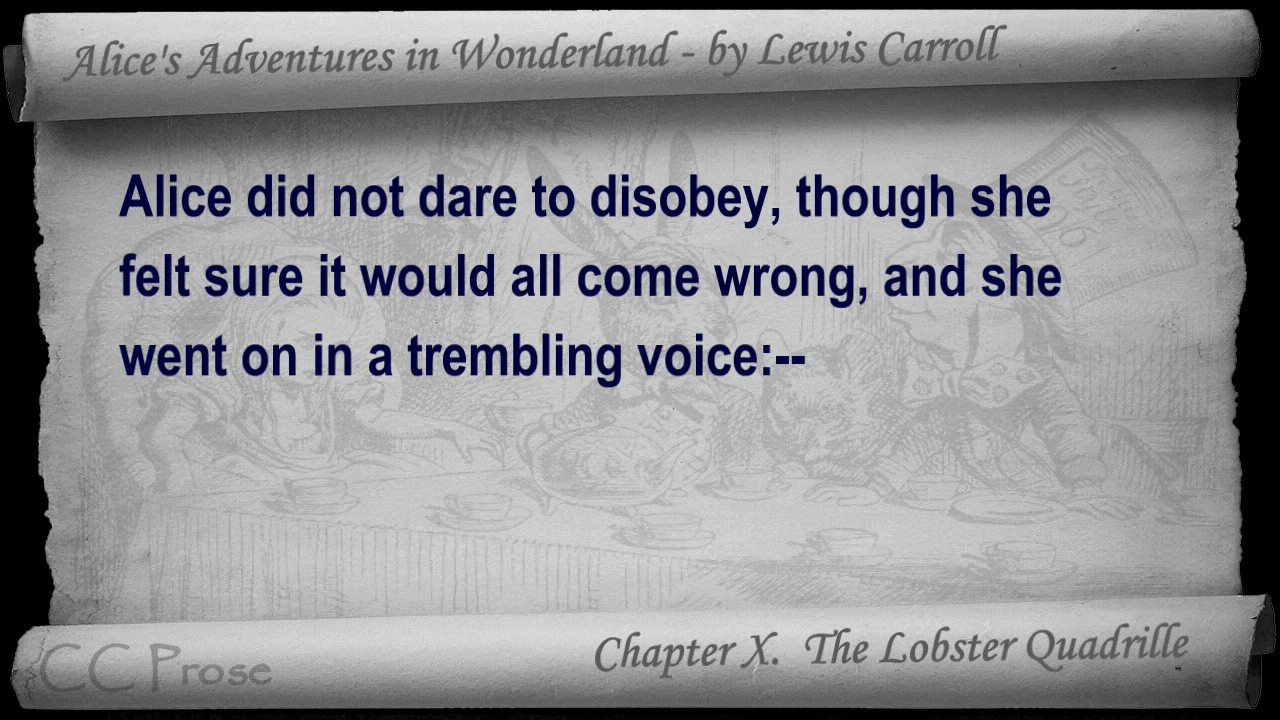 Alice's Adventures in Wonderland - by Lewis Carroll
Alice did not dare to disobey, though she
felt sure it would all come wrong, and she
went on in a trembling voice:--
CC Prose
Chapter X. The Lobster Quadrille